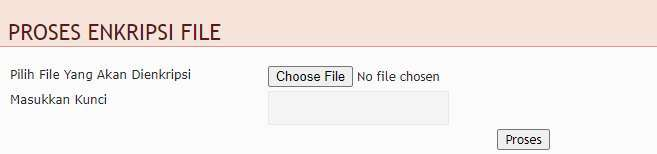 PROSES ENKRIPSI FILE
Pilih File Yang Akan Dienkripsi Choose File No file chosen
Masukkan Kunci
Proses